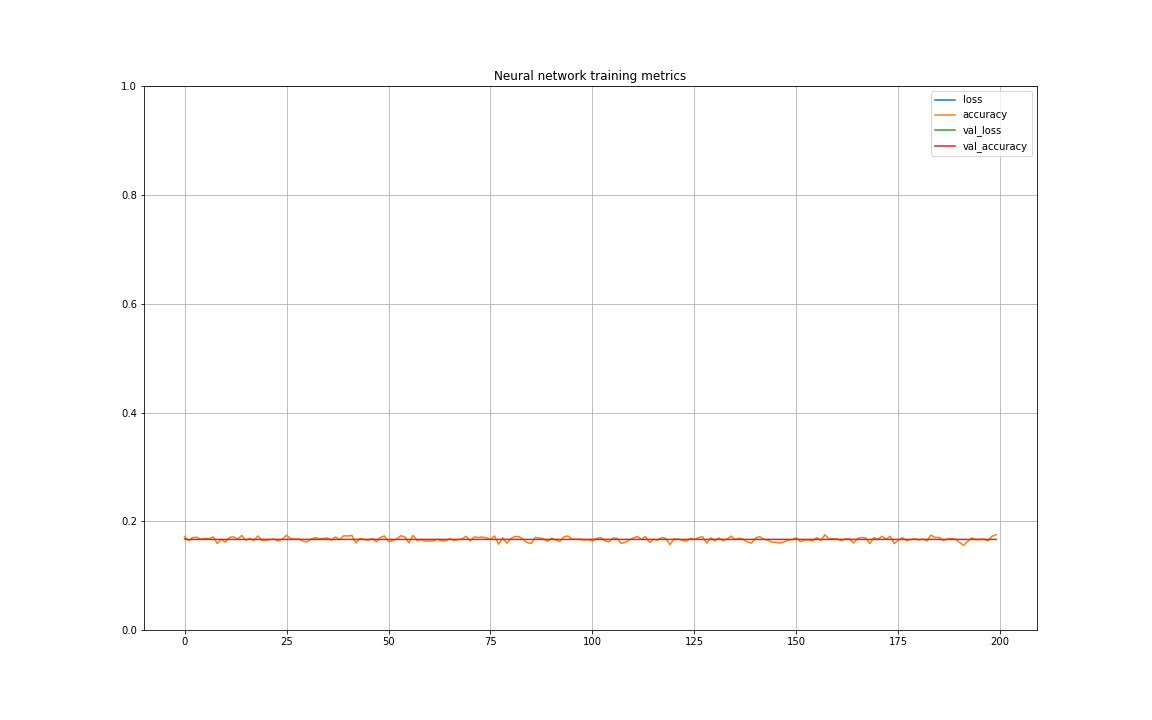 Neural network training metrics
1.0
loss
accuracy
val_loss
val_accuracy
0.8
0.6
0.4
0.2
0.0
0 25 50 75 100 125 150 175 200